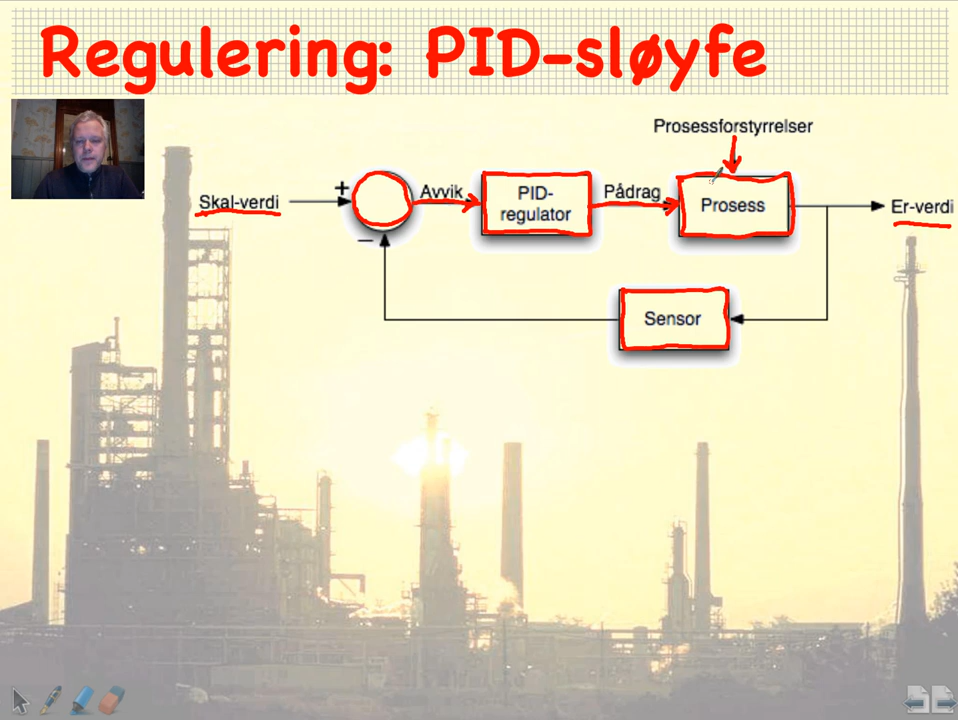 Regulering: PID-sløyfe
Prosessforstyrrelser
Skal-verdi
+
−
Avvik
PID-
regulator
Pådrag
Prosess
Er-verdi
Sensor